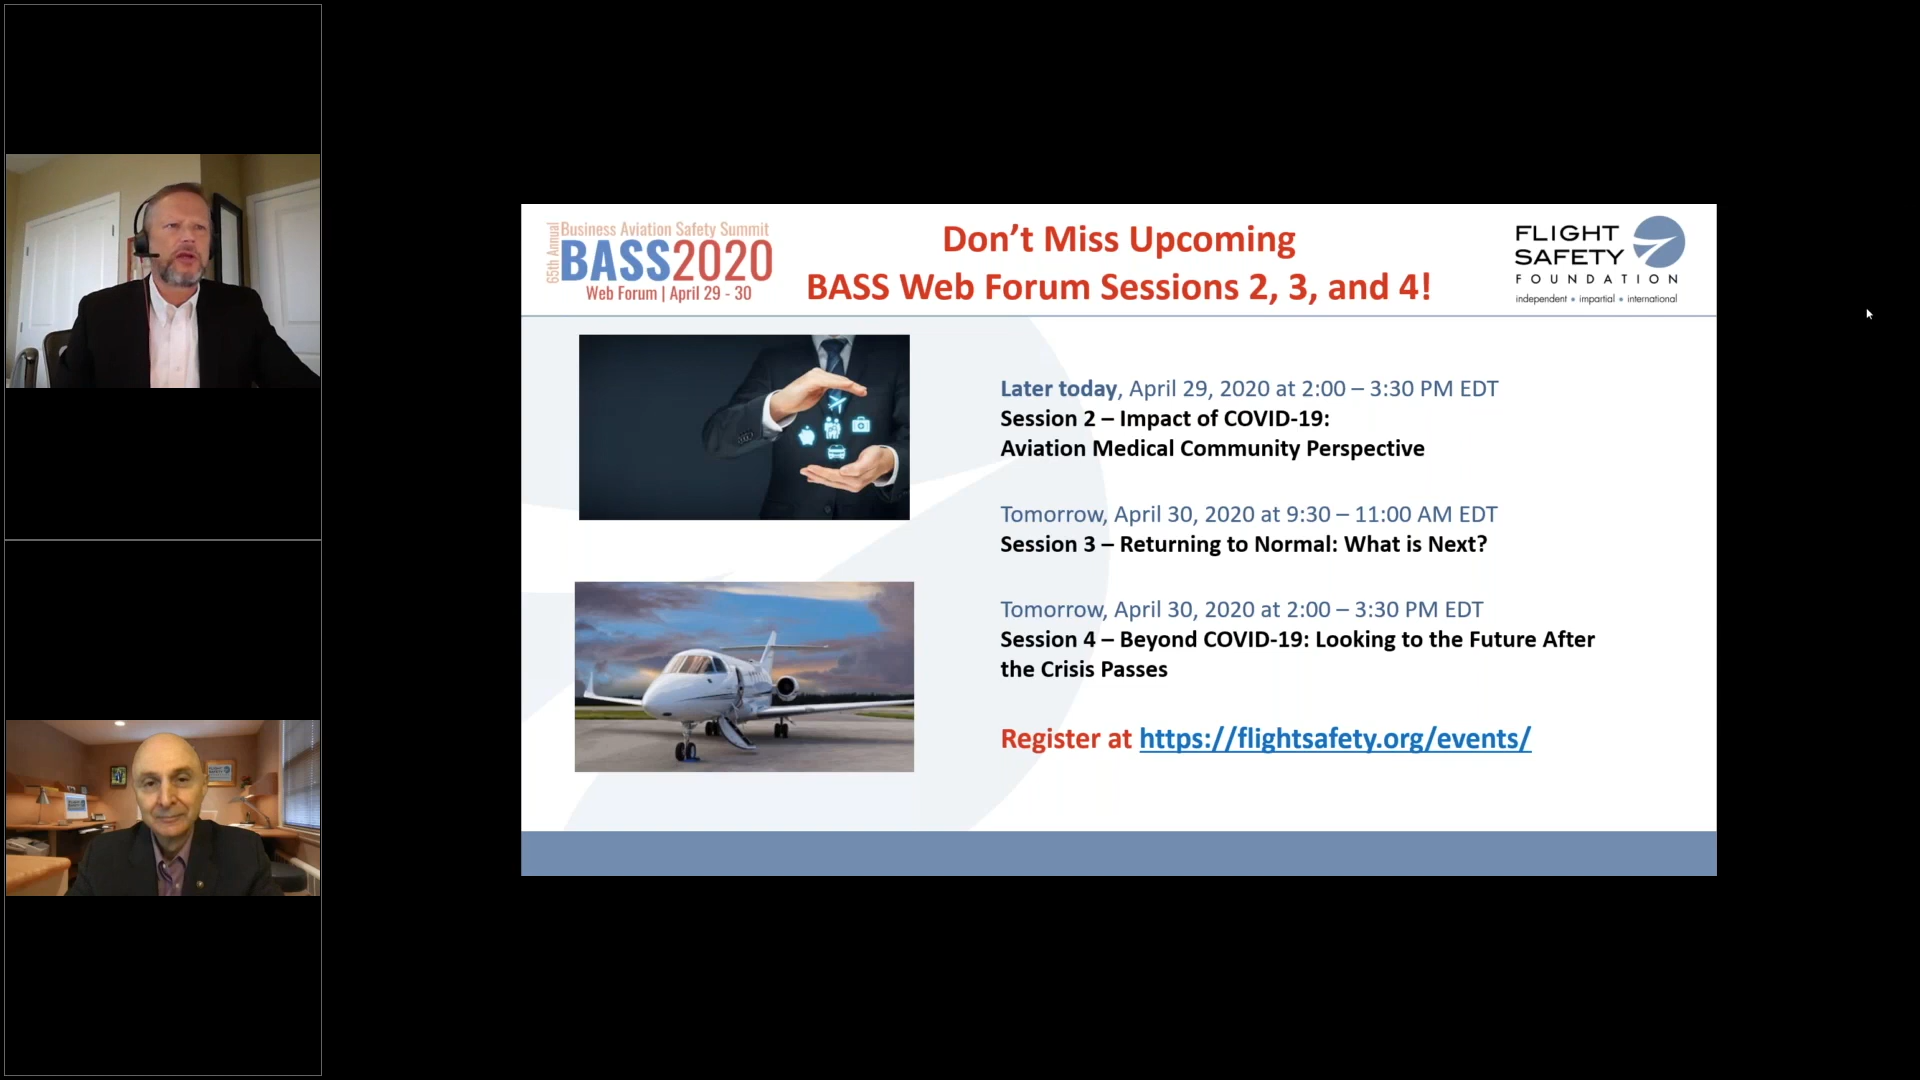 65th Annual
Business Aviation Safety Summit
BASS2020
Web Forum | April 29 - 30
Don't Miss Upcoming
BASS Web Forum Sessions 2, 3, and 4!
FLIGHT
SAFETY
FOUNDATION
independent • impartial • international
Later today, April 29, 2020 at 2:00 – 3:30 PM EDT
Session 2 – Impact of COVID-19:
Aviation Medical Community Perspective
Tomorrow, April 30, 2020 at 9:30 – 11:00 AM EDT
Session 3 – Returning to Normal: What is Next?
Tomorrow, April 30, 2020 at 2:00 – 3:30 PM EDT
Session 4 – Beyond COVID-19: Looking to the Future After
the Crisis Passes
Register at https://flightsafety.org/events/